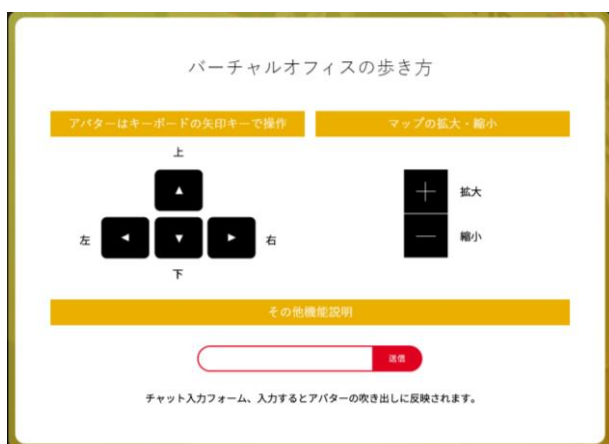 バーチャルオフィスの歩き方
アバターはキーボードの矢印キーで操作
マップの拡大・縮小
上
左
右
下
拡大
縮小
その他機能説明
送信
チャット入力フォーム、入力するとアバターの吹き出しに反映されます。